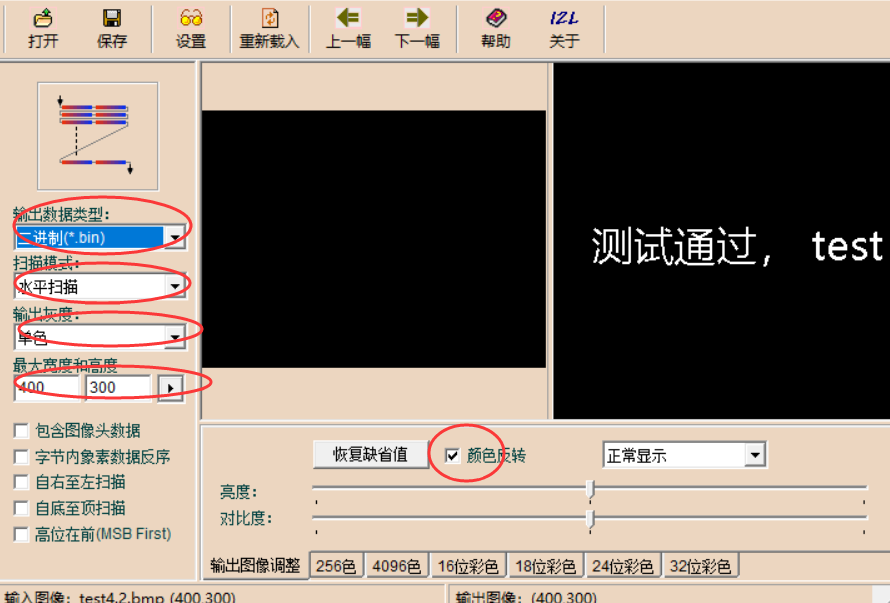 打开 保存 设置 重新载入 上一幅 下一幅 帮助 关于
输出数据类型:
二进制(*.bin)
扫描模式:
水平扫描
输出灰度:
单色
最大宽度和高度
400 300
包含图像头数据
字节内象素数据反序
自右至左扫描
自底至顶扫描
高位在前(MSB First)
测试通过， test
恢复缺省值 颜色反转 正常显示
亮度:
对比度:
输出图像调整 256色 4096色 16位彩色 18位彩色 24位彩色 32位彩色
输入图像: test4.2.bmp (400,300) 输出图像: (400,300)